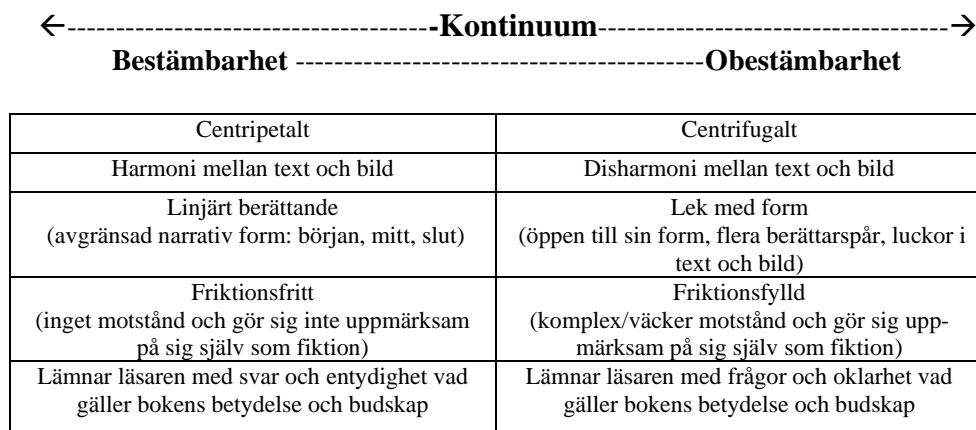 ←------------------------------------Kontinuum-----------------------------------→
Bestämbarhet ----------------------------------------Obestämbarhet
Centripetalt Centrifugalt
Harmoni mellan text och bild Disharmoni mellan text och bild
Linjärt berättande
(avgränsad narrativ form: början, mitt, slut)
Lek med form
(öppen till sin form, flera berättarspår, luckor i
text och bild)
Friktionsfritt
(inget motstånd och gör sig inte uppmärksam
på sig själv som fiktion)
Friktionsfylld
(komplex/väcker motstånd och gör sig upp-
märksam på sig själv som fiktion)
Lämnar läsaren med svar och entydighet vad
gäller bokens betydelse och budskap
Lämnar läsaren med frågor och oklarhet vad
gäller bokens betydelse och budskap